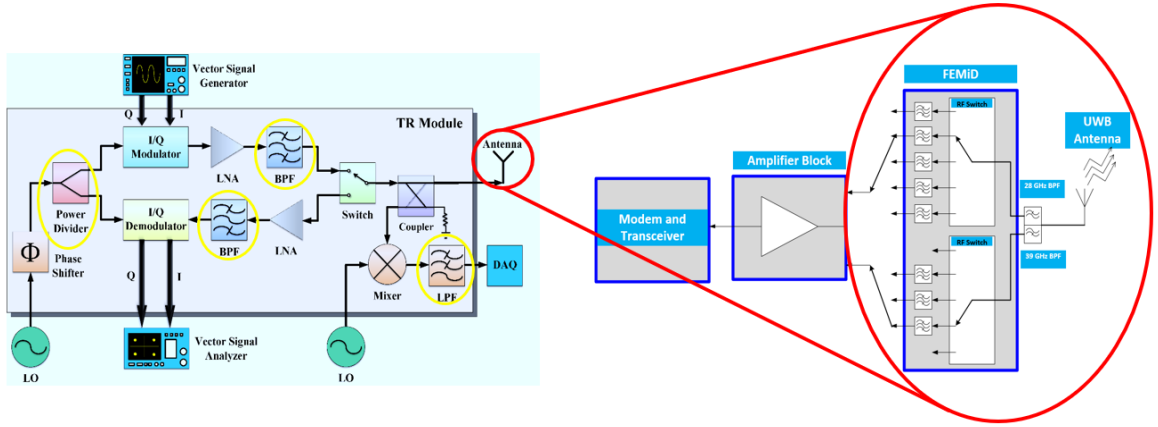 Vector Signal
Generator
Q
I
TR Module
I/Q
Modulator
LNA
BPF
Antenna
Power
Divider
I/Q
Demodulator
BPF
LNA
Switch
Coupler
Φ
Phase
Shifter
Q
I
Mixer
LPF
DAQ
Vector Signal
Analyzer
LO
LO
FEMiD
RF Switch
UWB
Antenna
Amplifier Block
28 GHz BPF
Modem and
Transceiver
RF Switch
39 GHz BPF